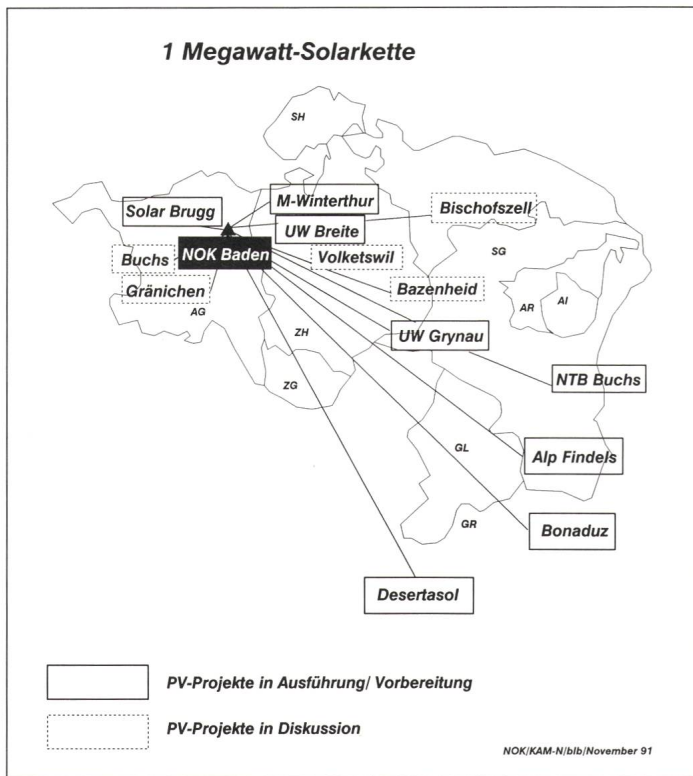 1 Megawatt-Solarkette
SH
Solar Brugg
M-Winterthur
UW Breite
Bischofszell
Buchs
NOK Baden
Volketswil
SG
Gränichen
Bazenheid
AG
AR
AI
ZH
UW Grynau
ZG
NTB Buchs
GL
Alp Findels
GR
Bonaduz
Desertasol
PV-Projekte in Ausführung/ Vorbereitung
PV-Projekte in Diskussion
NOK/KAM-N/blb/November 91